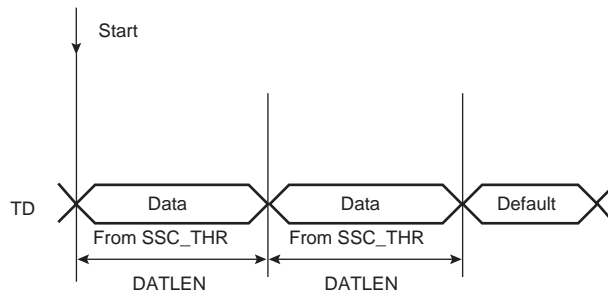 Start
TD
Data
Data
Default
From SSC_THR
From SSC_THR
DATLEN
DATLEN